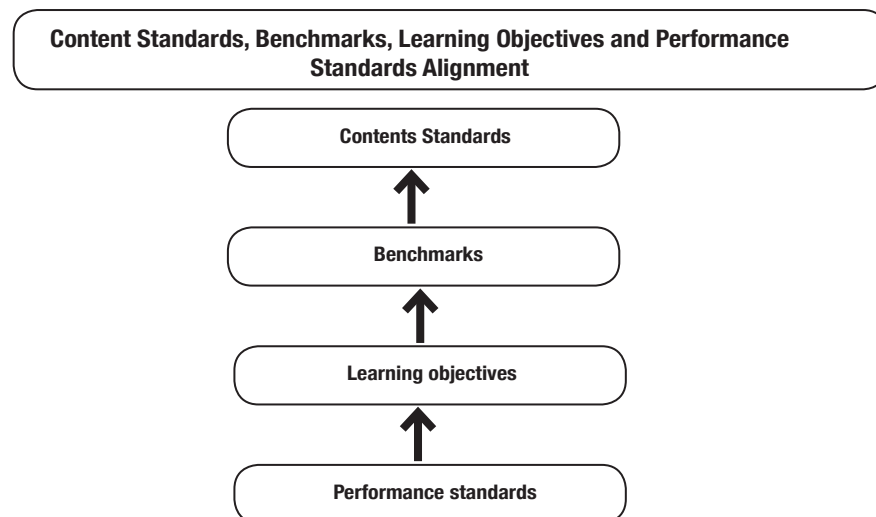 Content Standards, Benchmarks, Learning Objectives and Performance
Standards Alignment
Contents Standards
Benchmarks
Learning objectives
Performance standards